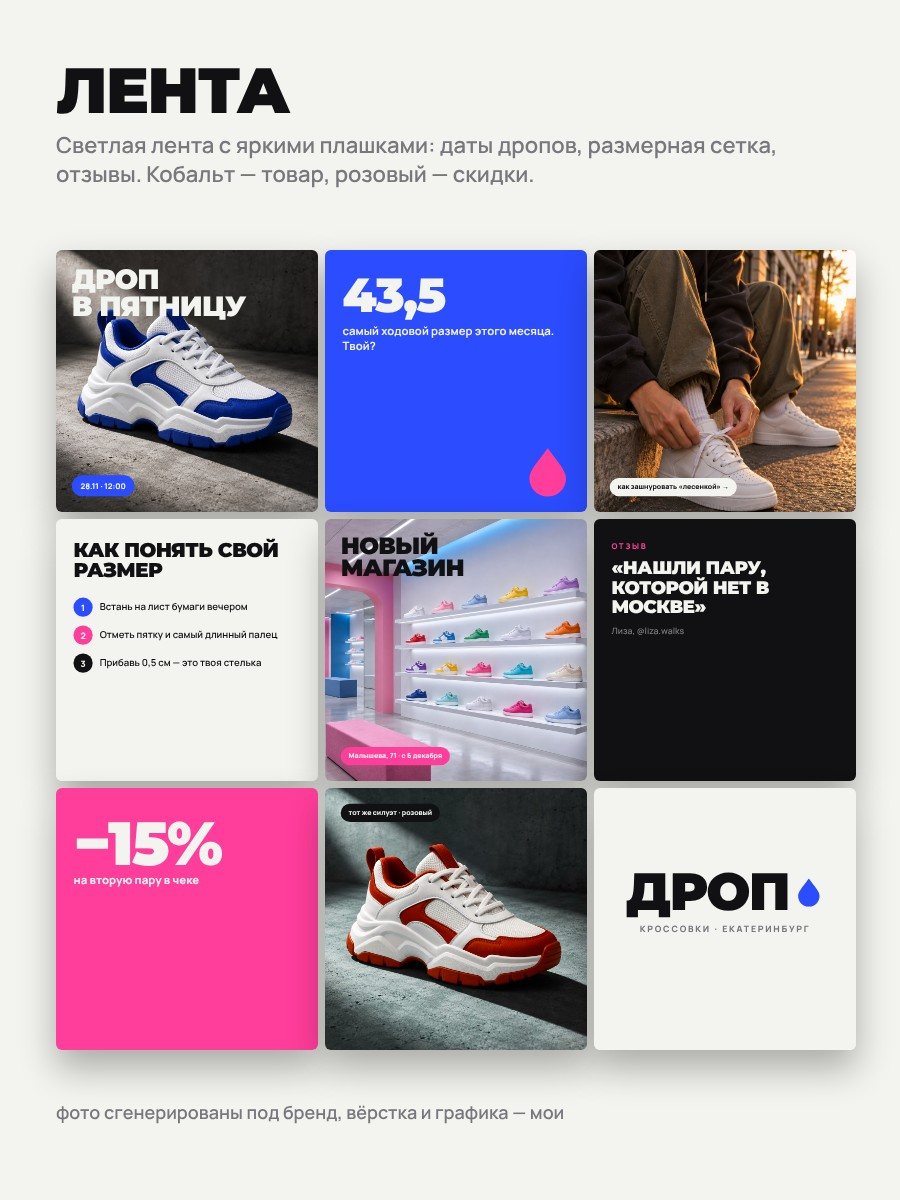 ЛЕНТА
Светлая лента с яркими плашками: даты дропов, размерная сетка,
отзывы. Кобальт — товар, розовый — скидки.
ДРОП
В ПЯТНИЦУ
28.11 · 12:00
43,5
самый ходовой размер этого месяца.
Твой?
как зашнуровать «лесенкой» →
КАК ПОНЯТЬ СВОЙ
РАЗМЕР
1 Встань на лист бумаги вечером
2 Отметь пятку и самый длинный палец
3 Прибавь 0,5 см — это твоя стелька
НОВЫЙ
МАГАЗИН
Малышева, 71 · с 6 декабря
ОТЗЫВ
«НАШЛИ ПАРУ,
КОТОРОЙ НЕТ В
МОСКВЕ»
Лиза, @liza.walks
−15%
на вторую пару в чеке
тот же силуэт · розовый
ДРОП
КРОССОВКИ · ЕКАТЕРИНБУРГ
фото сгенерированы под бренд, вёрстка и графика — мои